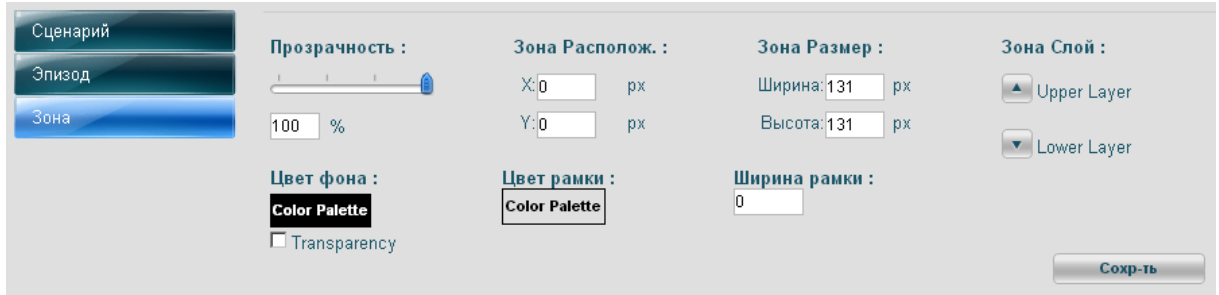 Сценарий
Эпизод
Зона
Прозрачность :
100 %
Зона Располож. :
X: 0 px
Y: 0 px
Зона Размер :
Ширина: 131 px
Высота: 131 px
Зона Слой :
Upper Layer
Lower Layer
Цвет фона :
Color Palette
Transparency
Цвет рамки :
Color Palette
Ширина рамки :
0
Сохр-ть